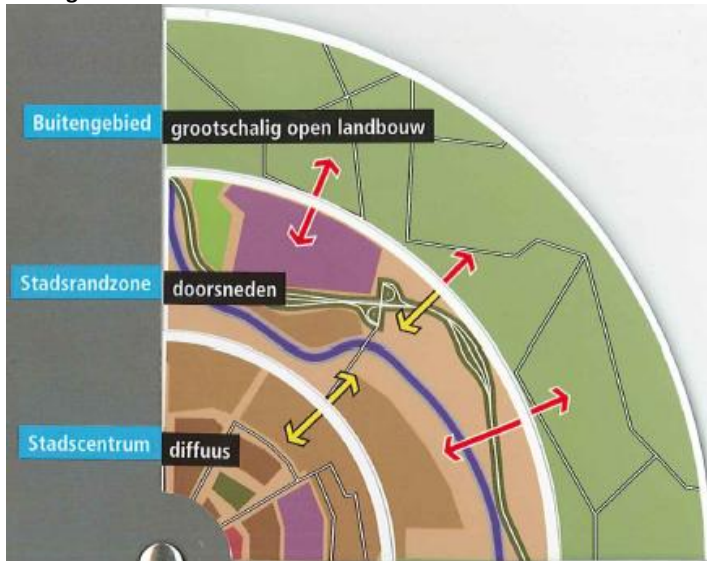 Buitengebied grootschalig open landbouw
Stadsrandzone doorsneden
Stadscentrum diffuus